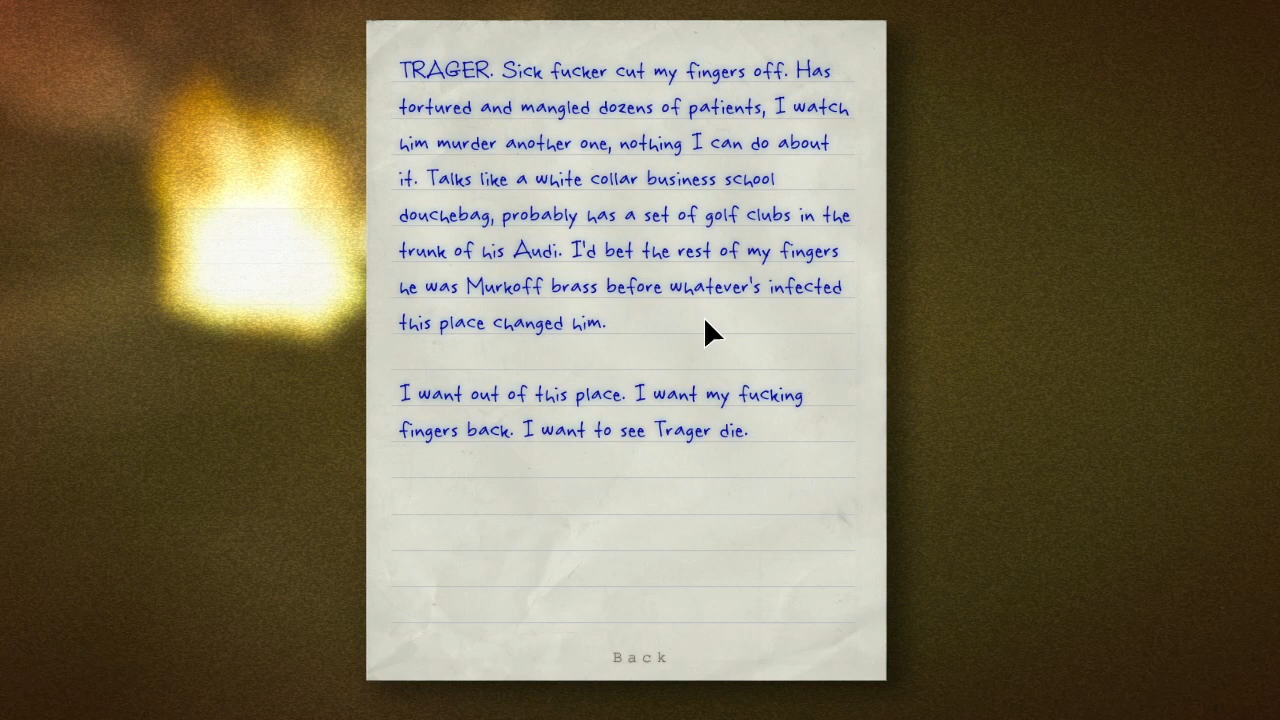 TRAGER. Sick fucker cut my fingers off. Has
tortured and mangled dozens of patients, I watch
him murder another one, nothing I can do about
it. Talks like a white collar business school
douchebag, probably has a set of golf clubs in the
trunk of his Audi. I'd bet the rest of my fingers
he was Murkoff brass before whatever's infected
this place changed him.
I want out of this place. I want my fucking
fingers back. I want to see Trager die.
Back